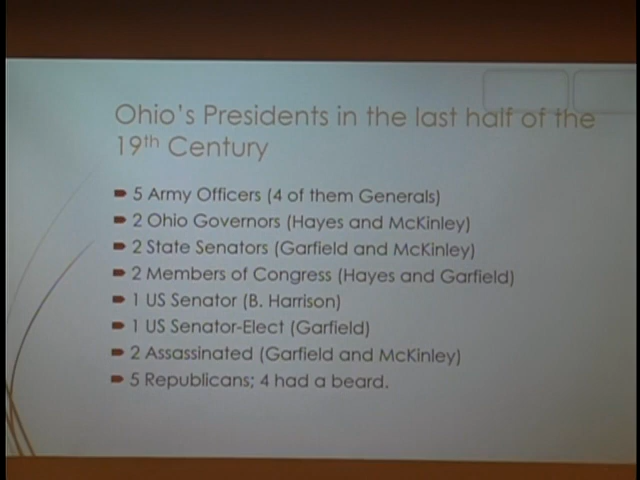 Ohio's Presidents in the last half of the
19th Century
5 Army Officers (4 of them Generals)
2 Ohio Governors (Hayes and McKinley)
2 State Senators (Garfield and McKinley)
2 Members of Congress (Hayes and Garfield)
1 US Senator (B. Harrison)
1 US Senator-Elect (Garfield)
2 Assassinated (Garfield and McKinley)
5 Republicans; 4 had a beard.